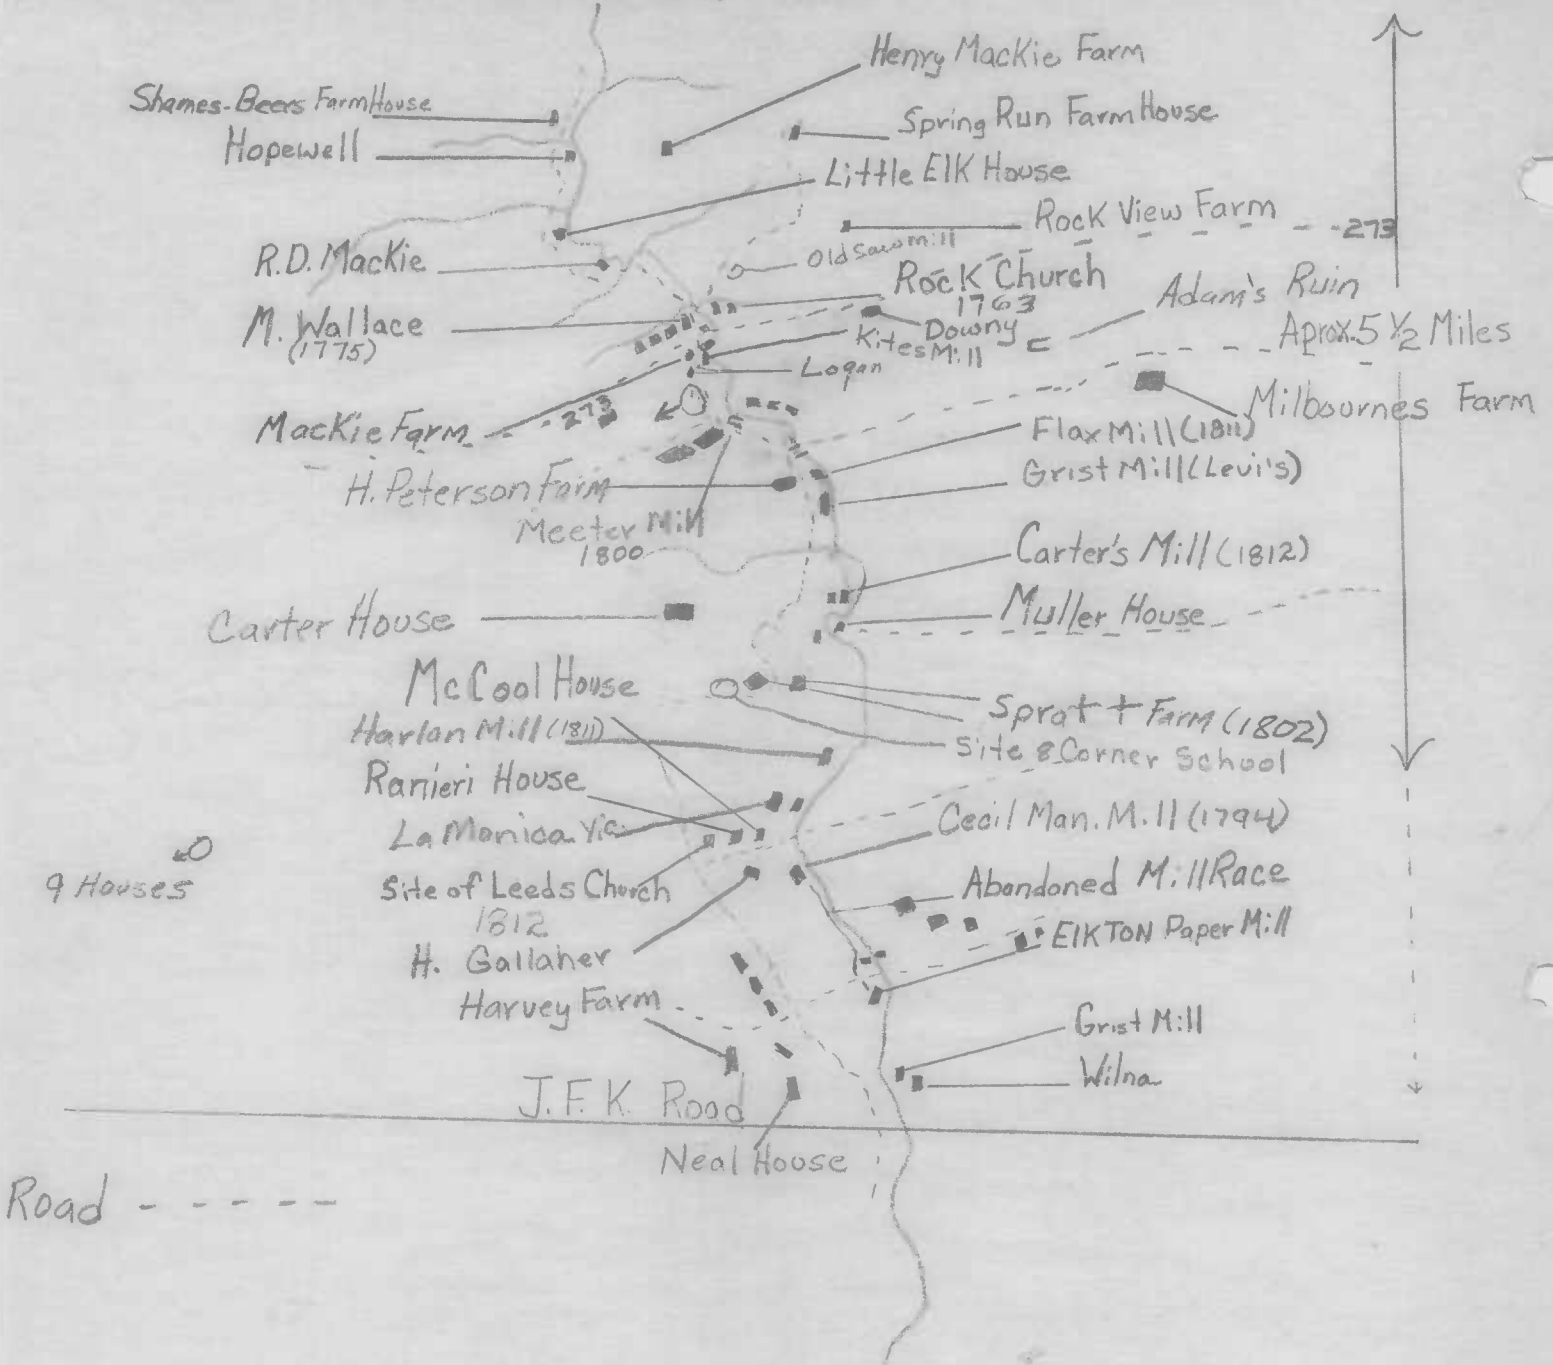 Henry Mackie Farm
Shames-Beers FarmHouse
Spring Run FarmHouse
Hopewell
Little Elk House
Rock View Farm
273
R.D. Mackie
Old Saw Mill
Rock Church
1763
Adam's Ruin
M. Wallace
(1775)
Downy
Kites Mill
Aprox. 5 1/2 Miles
Logan
Milbournes Farm
273
Mackie Farm
Flax Mill (1811)
Grist Mill (Levi's)
H. Peterson Farm
Meeter Mill
1800
Carter's Mill (1812)
Carter House
Muller House
McCool House
Spratt Farm (1802)
Harlan Mill (1811)
Site 8 Corner School
Ranieri House
Cecil Man. Mill (1794)
La Monica
9 Houses
Site of Leeds Church
1812
Abandoned Mill Race
Elkton Paper Mill
H. Gallaher
Harvey Farm
Grist Mill
Wilna
J.F.K. Road
Neal House
Road - - - - -